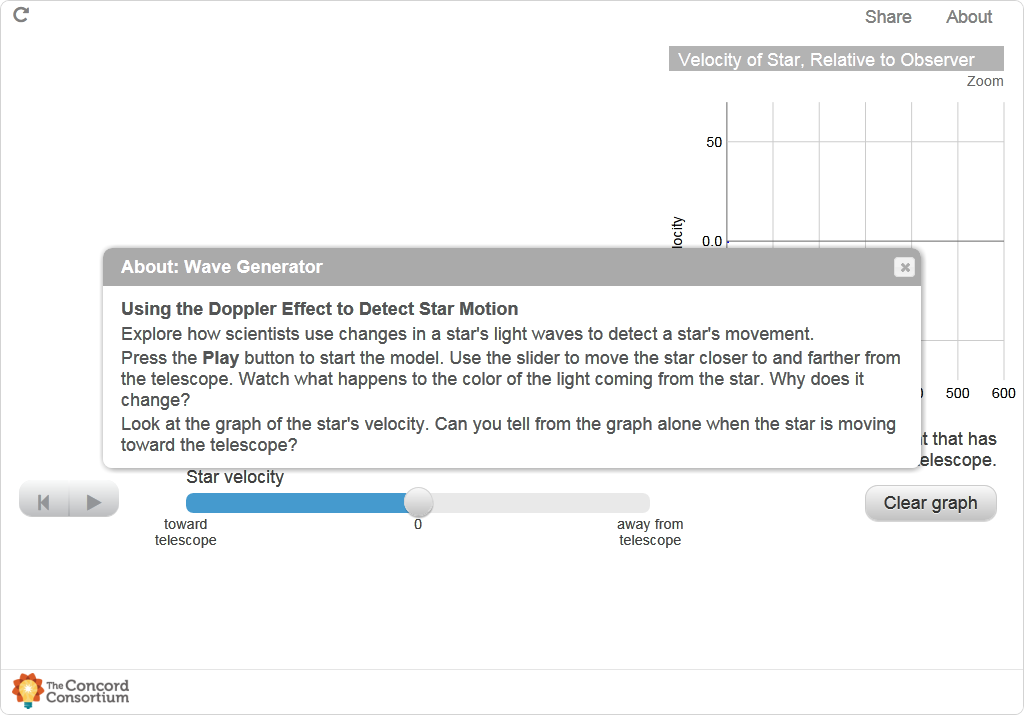 Share About
Velocity of Star, Relative to Observer
Zoom
50
0.0
About: Wave Generator
Using the Doppler Effect to Detect Star Motion
Explore how scientists use changes in a star's light waves to detect a star's movement.
Press the Play button to start the model. Use the slider to move the star closer to and farther from
the telescope. Watch what happens to the color of the light coming from the star. Why does it
change?
Look at the graph of the star's velocity. Can you tell from the graph alone when the star is moving
toward the telescope?
500 600
that has
telescope.
Star velocity
toward
telescope
0
away from
telescope
Clear graph
The Concord
Consortium